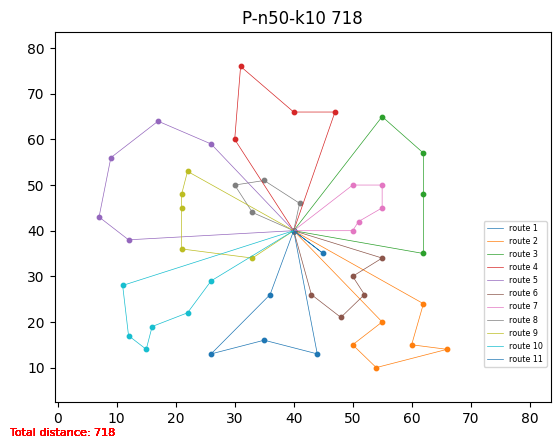 P-n50-k10 718
80
70
60
50
40
30
20
10
0 10 20 30 40 50 60 70 80
route 1
route 2
route 3
route 4
route 5
route 6
route 7
route 8
route 9
route 10
route 11
Total distance: 718